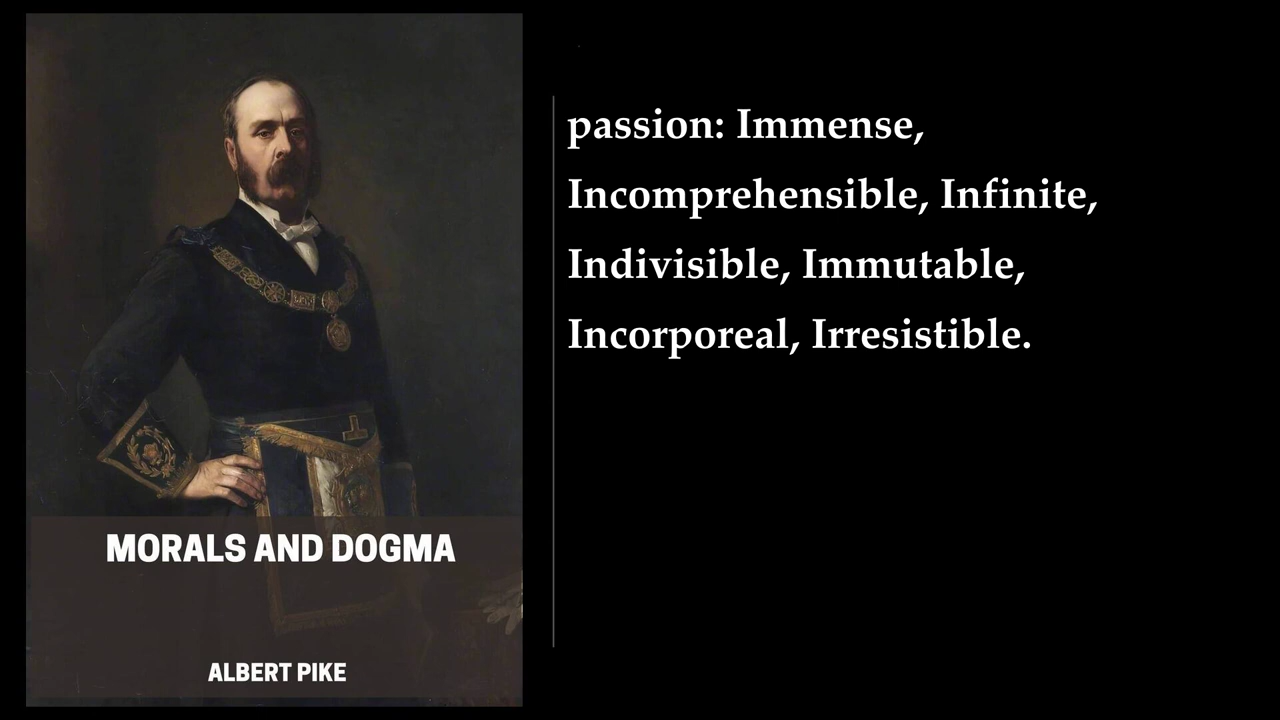 MORALS AND DOGMA
ALBERT PIKE
passion: Immense,
Incomprehensible, Infinite,
Indivisible, Immutable,
Incorporeal, Irresistible.